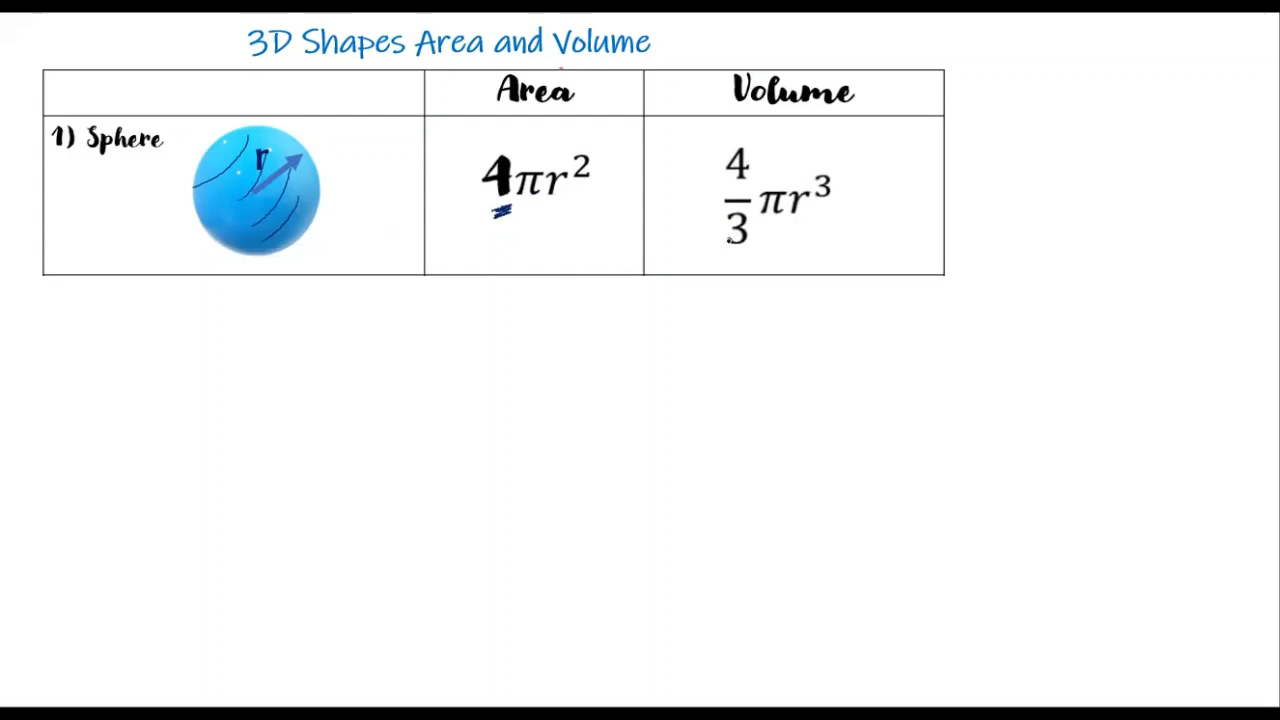 3D Shapes Area and Volume
Area Volume
1) Sphere r 4πr² 4/3 πr³